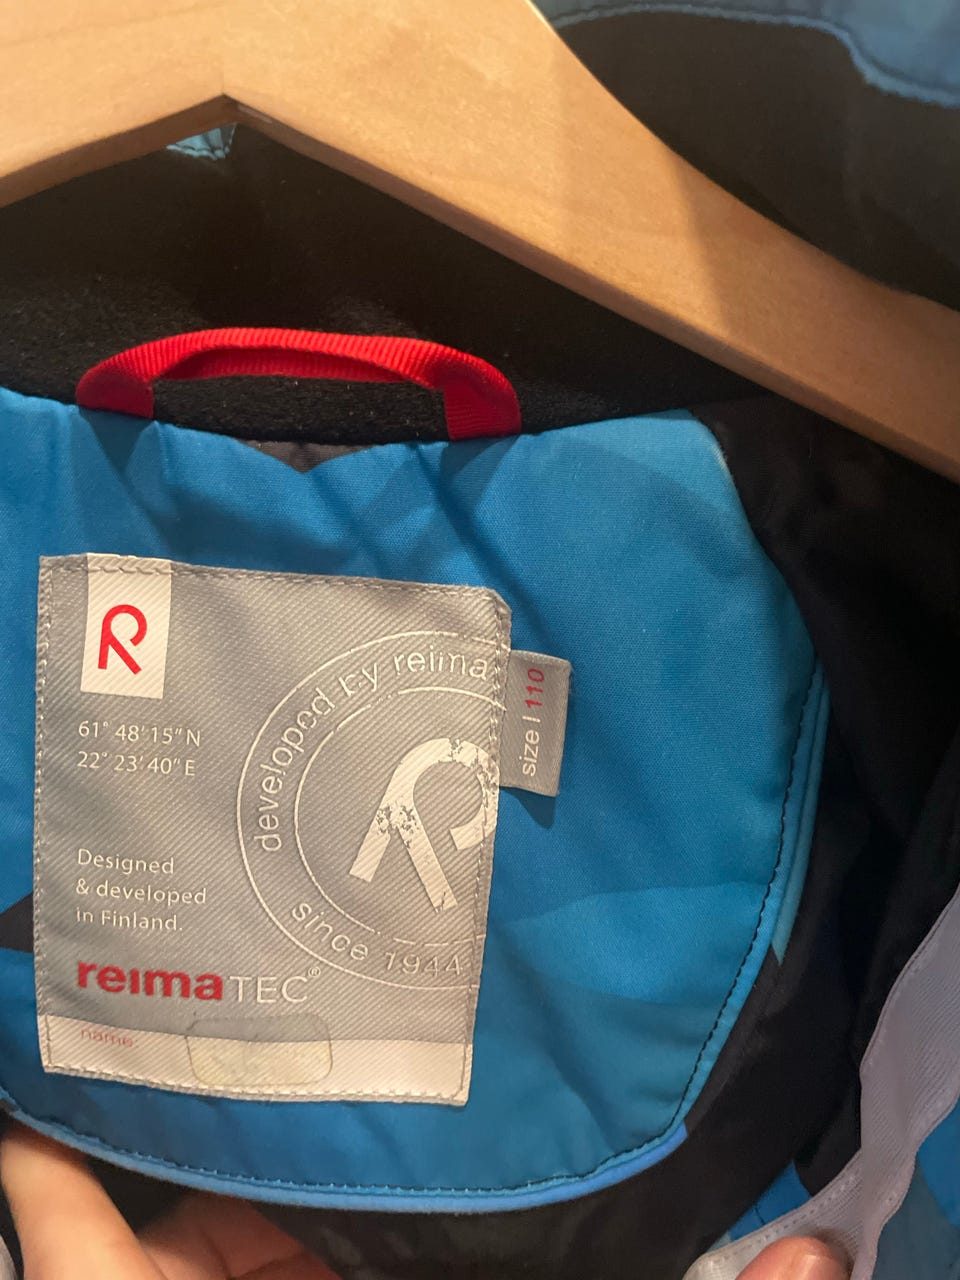 R
61° 48' 15" N
22° 23' 40" E
developed by reima
R
since 1944
size | 110
Designed
& developed
in Finland.
reimaTEC®
name: